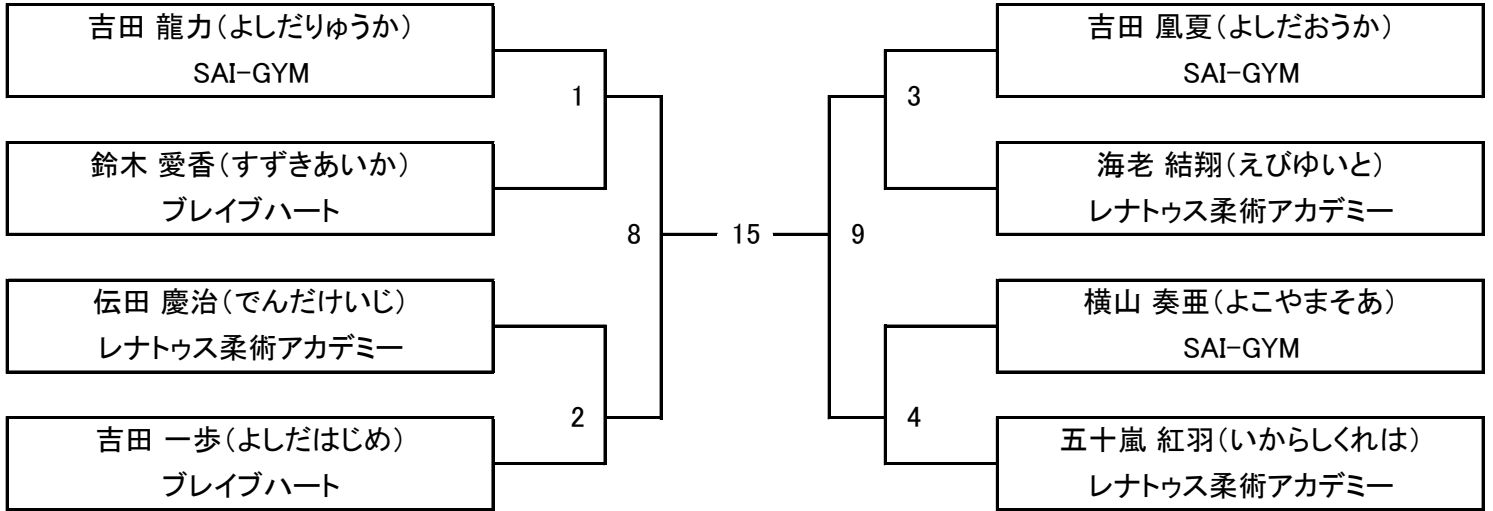 吉田 龍力(よしだりゅうか)
SAI-GYM
1
鈴木 愛香(すずきあいか)
ブレイブハート
8
伝田 慶治(でんだけいじ)
レナトゥス柔術アカデミー
2
吉田 一歩(よしだはじめ)
ブレイブハート
15
吉田 凰夏(よしだおうか)
SAI-GYM
3
海老 結翔(えびゆいと)
レナトゥス柔術アカデミー
9
横山 奏亜(よこやまそあ)
SAI-GYM
4
五十嵐 紅羽(いからしくれは)
レナトゥス柔術アカデミー